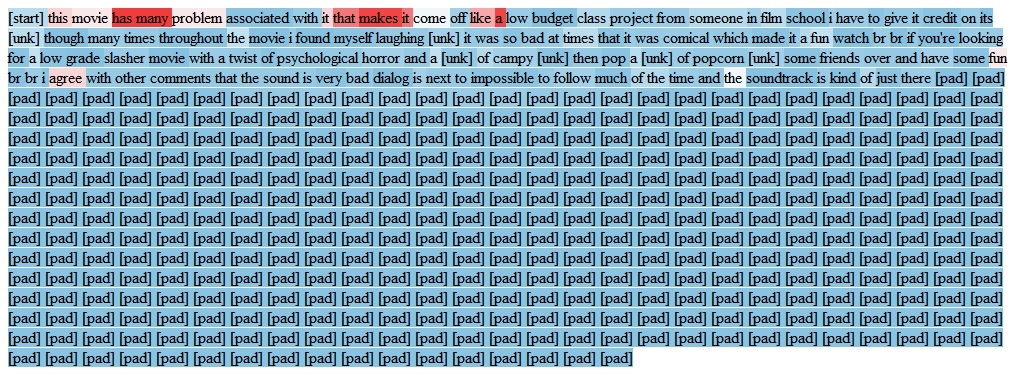 [start] this movie has many problem associated with it that makes it come off like a low budget class project from someone in film school i have to give it credit on its
[unk] though many times throughout the movie i found myself laughing [unk] it was so bad at times that it was comical which made it a fun watch br br if you're looking
for a low grade slasher movie with a twist of psychological horror and a [unk] of campy [unk] then pop a [unk] of popcorn [unk] some friends over and have some fun
br br i agree with other comments that the sound is very bad dialog is next to impossible to follow much of the time and the soundtrack is kind of just there [pad] [pad]
[pad] [pad] [pad] [pad] [pad] [pad] [pad] [pad] [pad] [pad] [pad] [pad] [pad] [pad] [pad] [pad] [pad] [pad] [pad] [pad] [pad] [pad] [pad] [pad] [pad] [pad] [pad]
[pad] [pad] [pad] [pad] [pad] [pad] [pad] [pad] [pad] [pad] [pad] [pad] [pad] [pad] [pad] [pad] [pad] [pad] [pad] [pad] [pad] [pad] [pad] [pad] [pad] [pad] [pad]
[pad] [pad] [pad] [pad] [pad] [pad] [pad] [pad] [pad] [pad] [pad] [pad] [pad] [pad] [pad] [pad] [pad] [pad] [pad] [pad] [pad] [pad] [pad] [pad] [pad] [pad] [pad]
[pad] [pad] [pad] [pad] [pad] [pad] [pad] [pad] [pad] [pad] [pad] [pad] [pad] [pad] [pad] [pad] [pad] [pad] [pad] [pad] [pad] [pad] [pad] [pad] [pad] [pad] [pad]
[pad] [pad] [pad] [pad] [pad] [pad] [pad] [pad] [pad] [pad] [pad] [pad] [pad] [pad] [pad] [pad] [pad] [pad] [pad] [pad] [pad] [pad] [pad] [pad] [pad] [pad] [pad]
[pad] [pad] [pad] [pad] [pad] [pad] [pad] [pad] [pad] [pad] [pad] [pad] [pad] [pad] [pad] [pad] [pad] [pad] [pad] [pad] [pad] [pad] [pad] [pad] [pad] [pad] [pad]
[pad] [pad] [pad] [pad] [pad] [pad] [pad] [pad] [pad] [pad] [pad] [pad] [pad] [pad] [pad] [pad] [pad] [pad] [pad] [pad] [pad] [pad] [pad] [pad] [pad] [pad] [pad]
[pad] [pad] [pad] [pad] [pad] [pad] [pad] [pad] [pad] [pad] [pad] [pad] [pad] [pad] [pad] [pad] [pad] [pad] [pad] [pad] [pad] [pad] [pad] [pad] [pad] [pad] [pad]
[pad] [pad] [pad] [pad] [pad] [pad] [pad] [pad] [pad] [pad] [pad] [pad] [pad] [pad] [pad] [pad] [pad] [pad] [pad] [pad] [pad] [pad] [pad] [pad] [pad] [pad] [pad]
[pad] [pad] [pad] [pad] [pad] [pad] [pad] [pad] [pad] [pad] [pad] [pad] [pad] [pad] [pad] [pad] [pad] [pad] [pad] [pad] [pad] [pad] [pad] [pad] [pad] [pad] [pad]
[pad] [pad] [pad] [pad] [pad] [pad] [pad] [pad] [pad] [pad] [pad] [pad] [pad] [pad] [pad] [pad] [pad] [pad] [pad] [pad] [pad] [pad] [pad] [pad] [pad] [pad] [pad]
[pad] [pad] [pad] [pad] [pad] [pad] [pad] [pad] [pad] [pad] [pad] [pad] [pad] [pad] [pad] [pad] [pad] [pad] [pad] [pad] [pad] [pad] [pad] [pad] [pad] [pad] [pad]
[pad] [pad] [pad] [pad] [pad] [pad] [pad] [pad] [pad] [pad] [pad] [pad] [pad] [pad] [pad] [pad] [pad] [pad] [pad] [pad] [pad] [pad] [pad] [pad] [pad] [pad] [pad]
[pad] [pad] [pad] [pad] [pad] [pad] [pad] [pad] [pad] [pad] [pad] [pad] [pad] [pad] [pad] [pad] [pad]